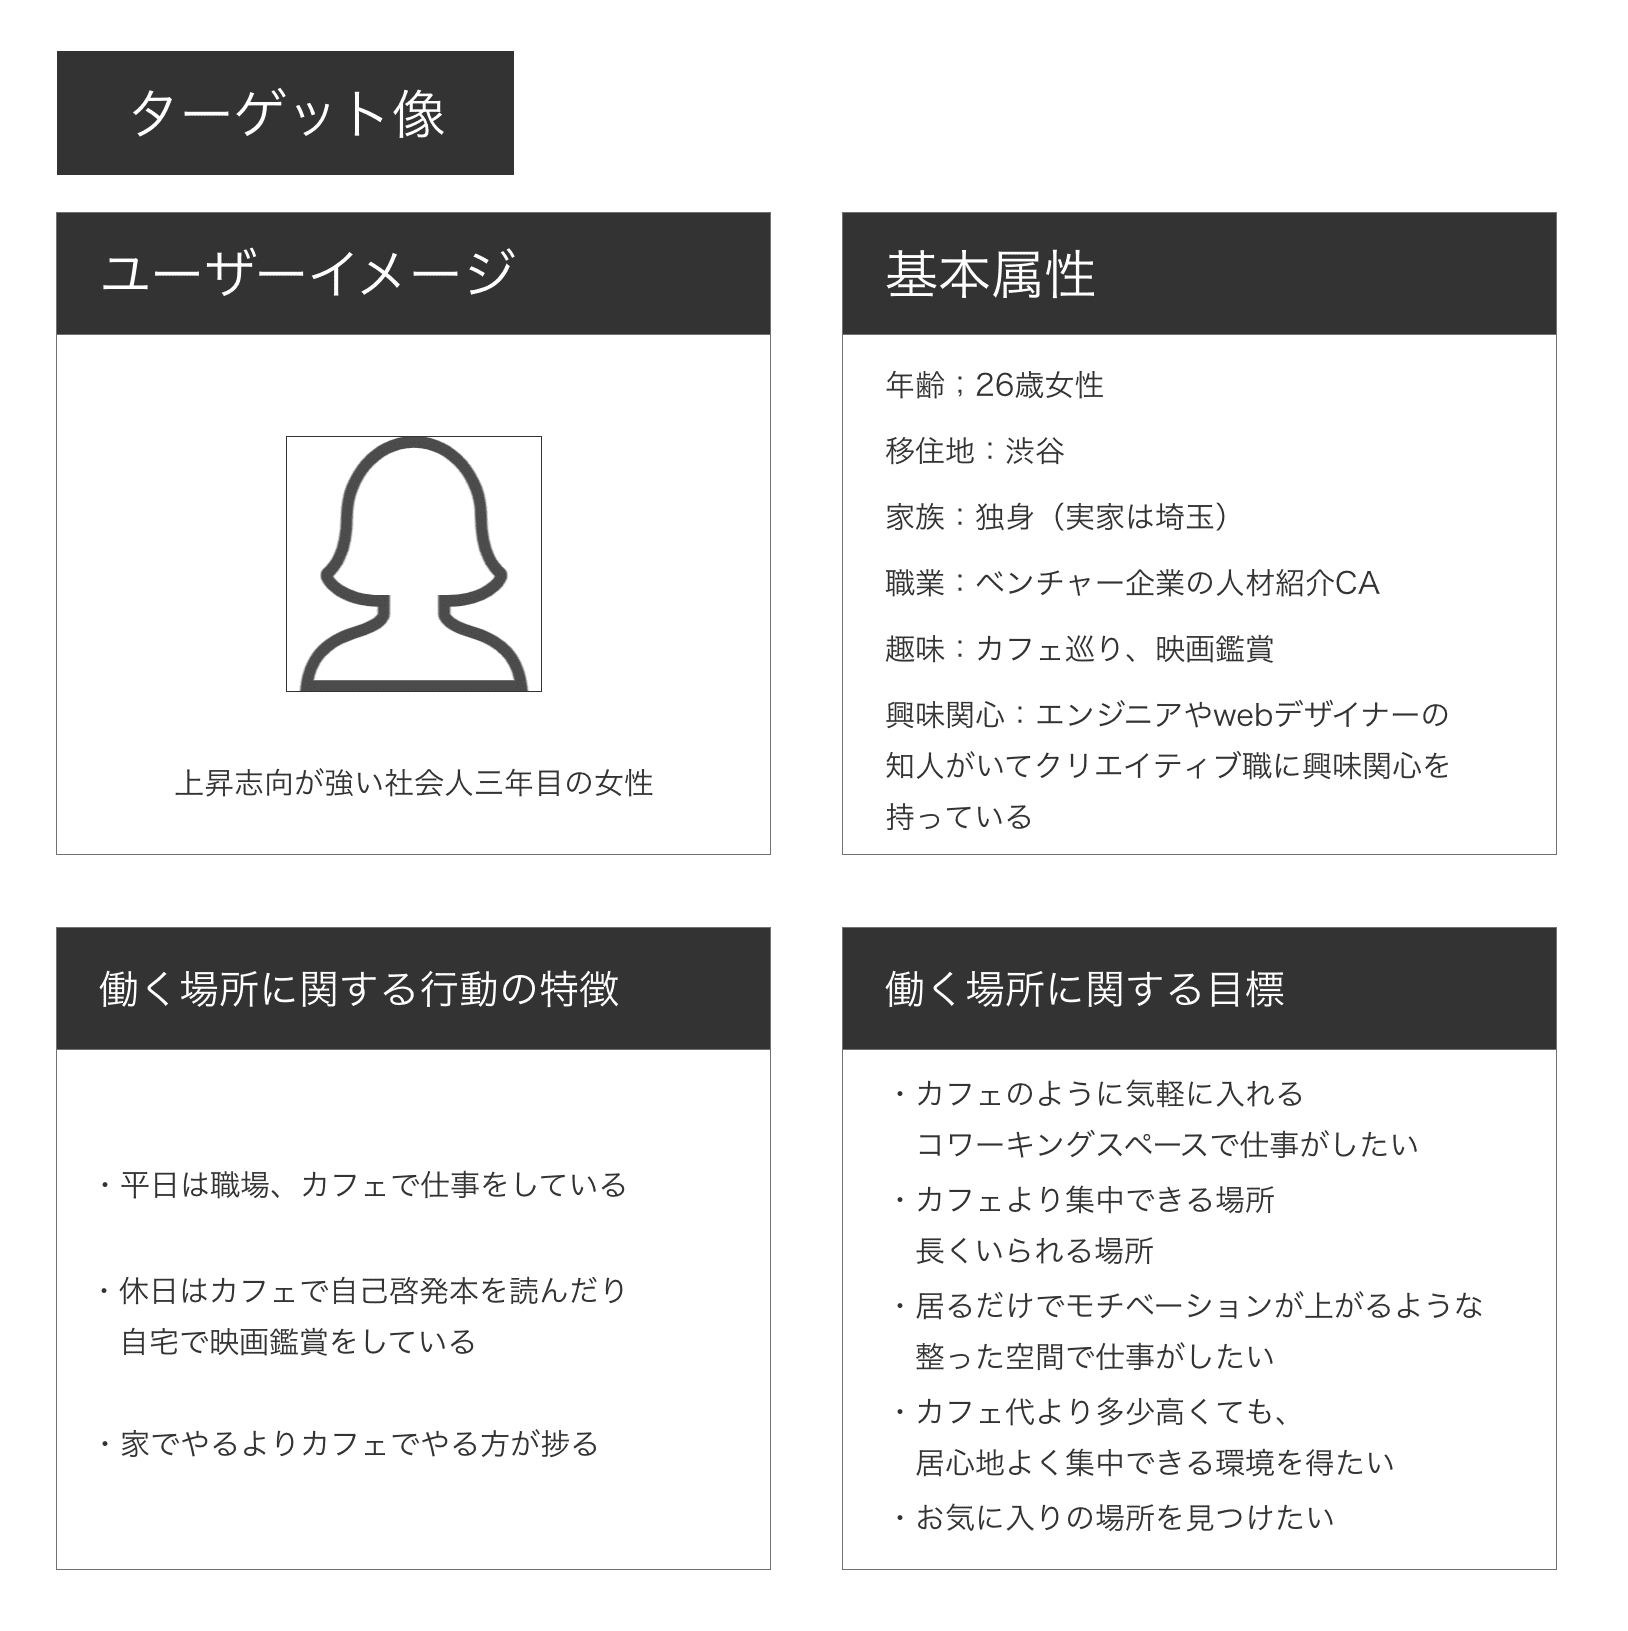 ターゲット像
ユーザーイメージ
上昇志向が強い社会人三年目の女性
基本属性
年齢；26歳女性
移住地：渋谷
家族：独身（実家は埼玉）
職業：ベンチャー企業の人材紹介CA
趣味：カフェ巡り、映画鑑賞
興味関心：エンジニアやwebデザイナーの
知人がいてクリエイティブ職に興味関心を
持っている
働く場所に関する行動の特徴
・平日は職場、カフェで仕事をしている
・休日はカフェで自己啓発本を読んだり
自宅で映画鑑賞をしている
・家でやるよりカフェでやる方が捗る
働く場所に関する目標
・カフェのように気軽に入れる
コワーキングスペースで仕事がしたい
・カフェより集中できる場所
長くいられる場所
・居るだけでモチベーションが上がるような
整った空間で仕事がしたい
・カフェ代より多少高くても、
居心地よく集中できる環境を得たい
・お気に入りの場所を見つけたい